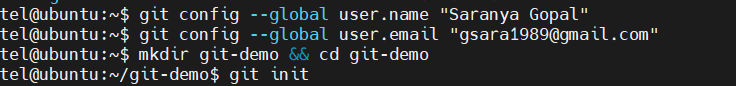 tel@ubuntu:~$ git config --global user.name "Saranya Gopal"
tel@ubuntu:~$ git config --global user.email "gsara1989@gmail.com"
tel@ubuntu:~$ mkdir git-demo && cd git-demo
tel@ubuntu:~/git-demo$ git init